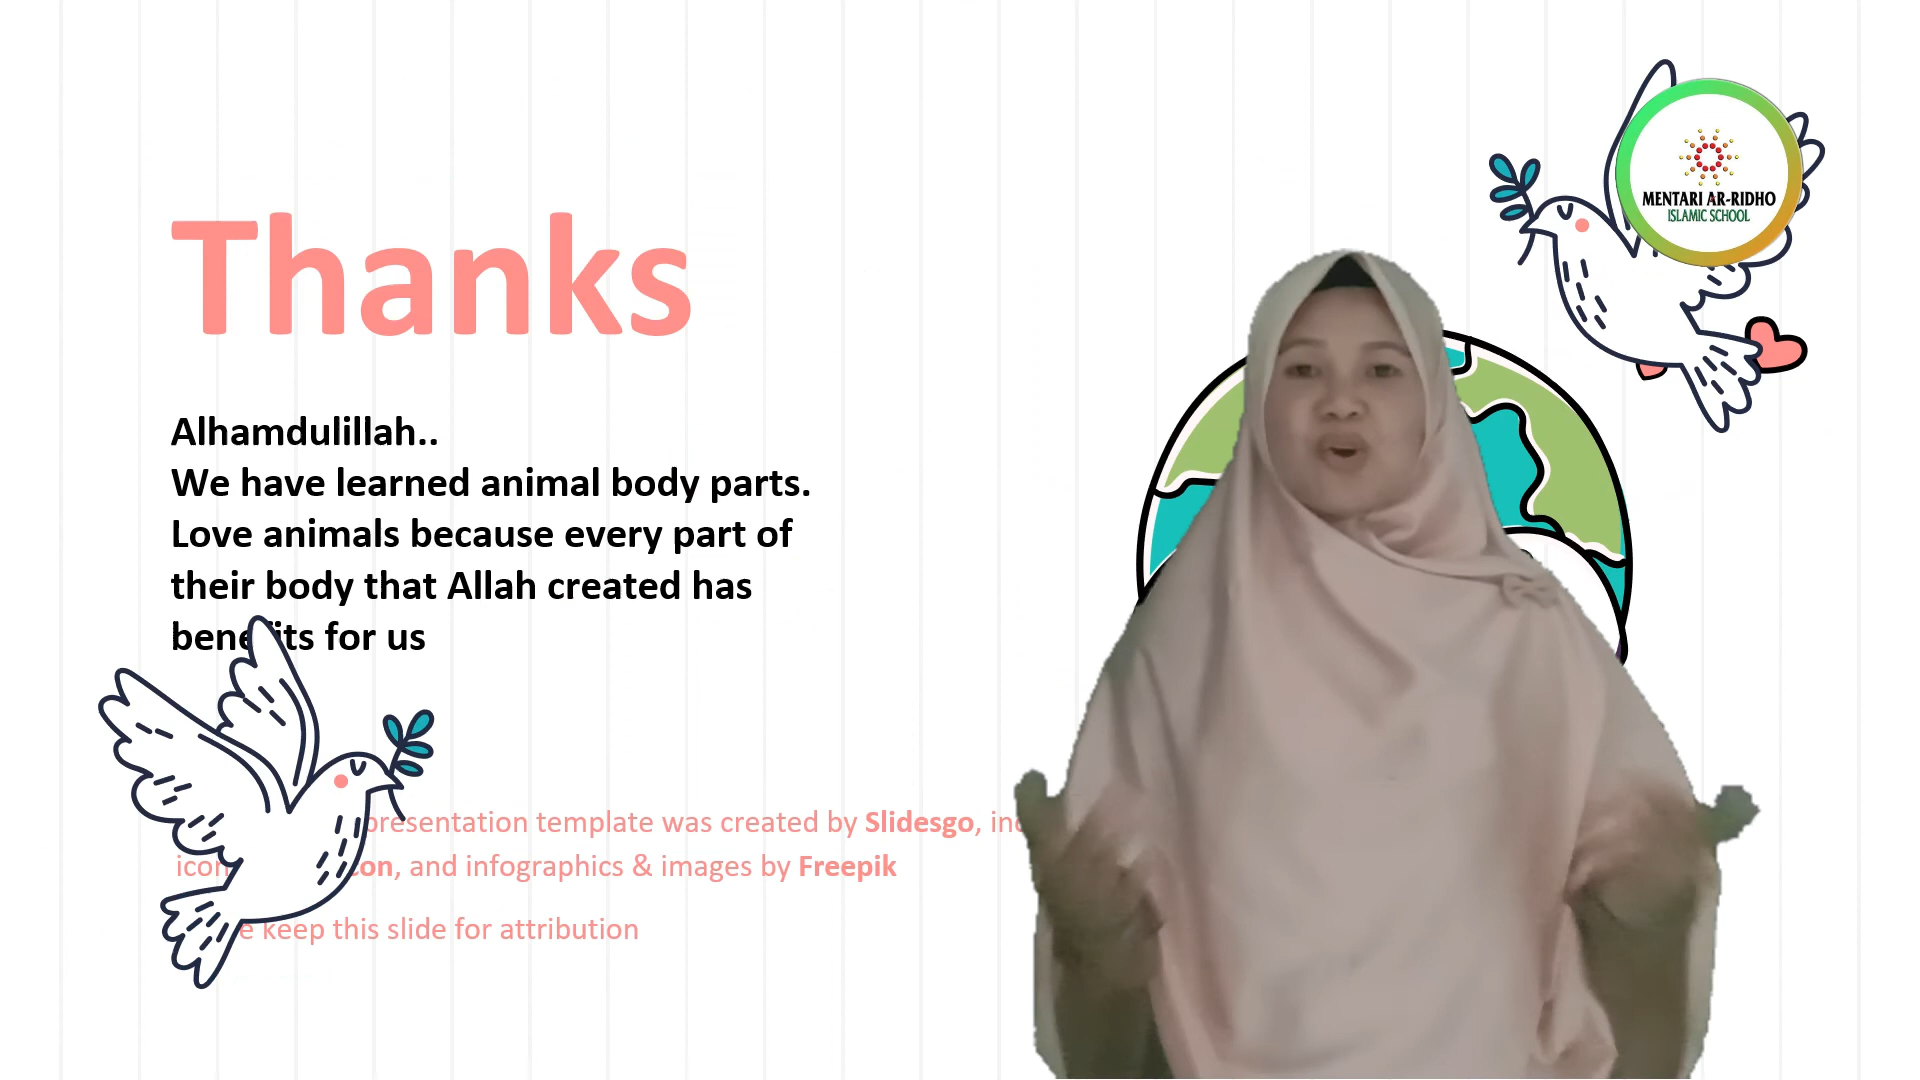 MENTARI AR-RIDHO
ISLAMIC SCHOOL
Thanks
Alhamdulillah..
We have learned animal body parts.
Love animals because every part of
their body that Allah created has
benefits for us
presentation template was created by Slidesgo,
and infographics & images by Freepik
keep this slide for attribution